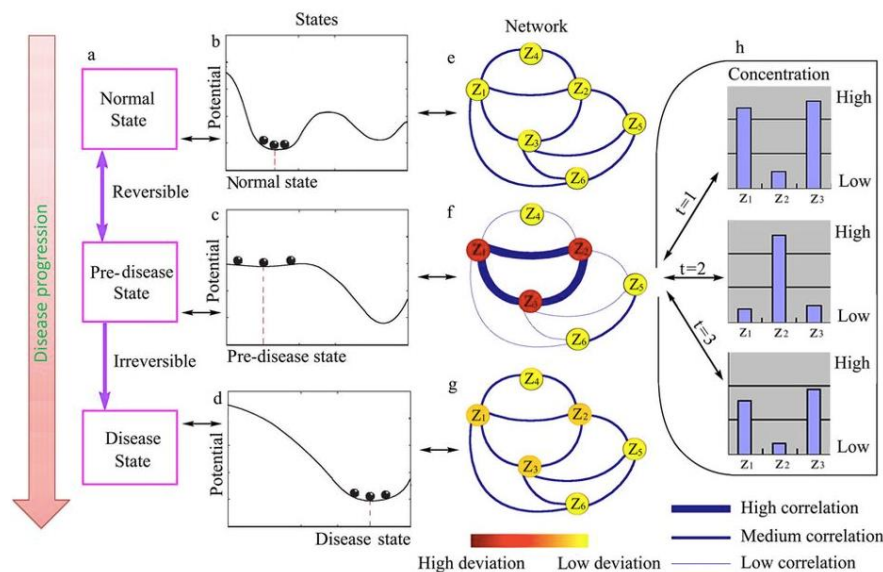 States
Network
a
b
e
h
Disease progression
Normal
State
Reversible
Pre-disease
State
Irreversible
Disease
State
Potential
Normal state
c
Potential
Pre-disease state
d
Potential
Disease state
Z4
Z1
Z2
Z5
Z3
Z6
f
Z4
Z1
Z2
Z5
Z3
Z6
g
Z4
Z1
Z2
Z5
Z3
Z6
High deviation
Low deviation
t=1
t=2
t=3
Concentration
High
Low
Z1 Z2 Z3
High
Low
Z1 Z2 Z3
High
Low
Z1 Z2 Z3
High correlation
Medium correlation
Low correlation